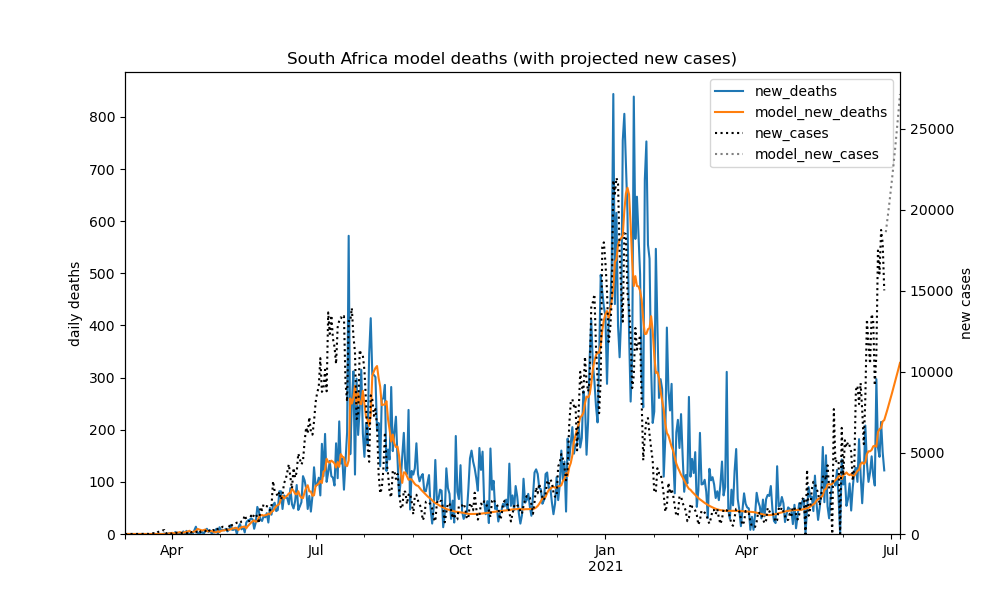 South Africa model deaths (with projected new cases)
new_deaths
model_new_deaths
new_cases
model_new_cases
daily deaths
800
700
600
500
400
300
200
100
0
25000
20000
15000
10000
5000
0
new cases
Apr
Jul
Oct
Jan
2021
Apr
Jul